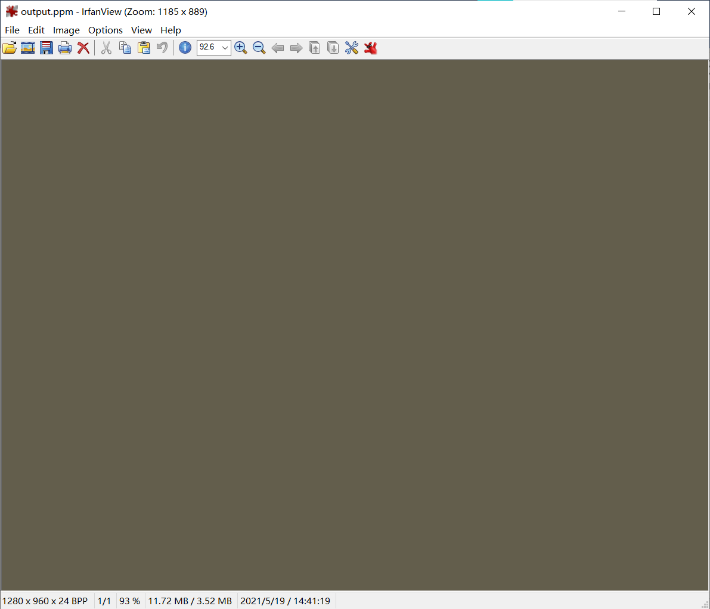 output.ppm - IrfanView (Zoom: 1185 x 889)
File Edit Image Options View Help
92.6
1280 x 960 x 24 BPP 1/1 93 % 11.72 MB / 3.52 MB 2021/5/19 / 14:41:19